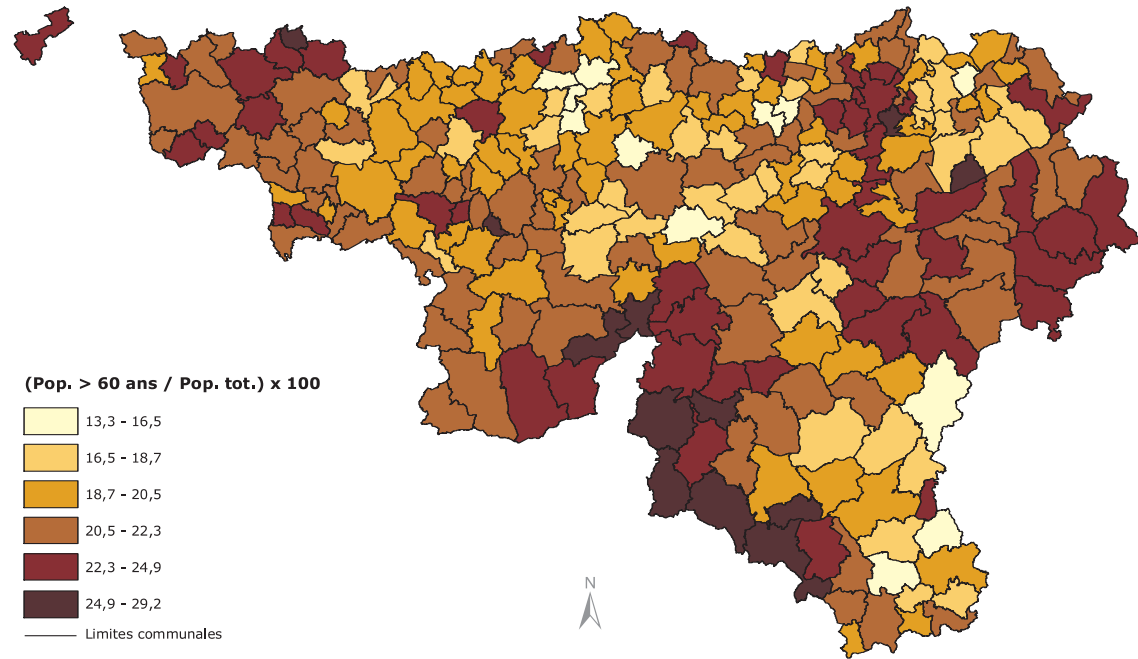 (Pop. > 60 ans / Pop. tot.) x 100
13,3 - 16,5
16,5 - 18,7
18,7 - 20,5
20,5 - 22,3
22,3 - 24,9
24,9 - 29,2
Limites communales
N